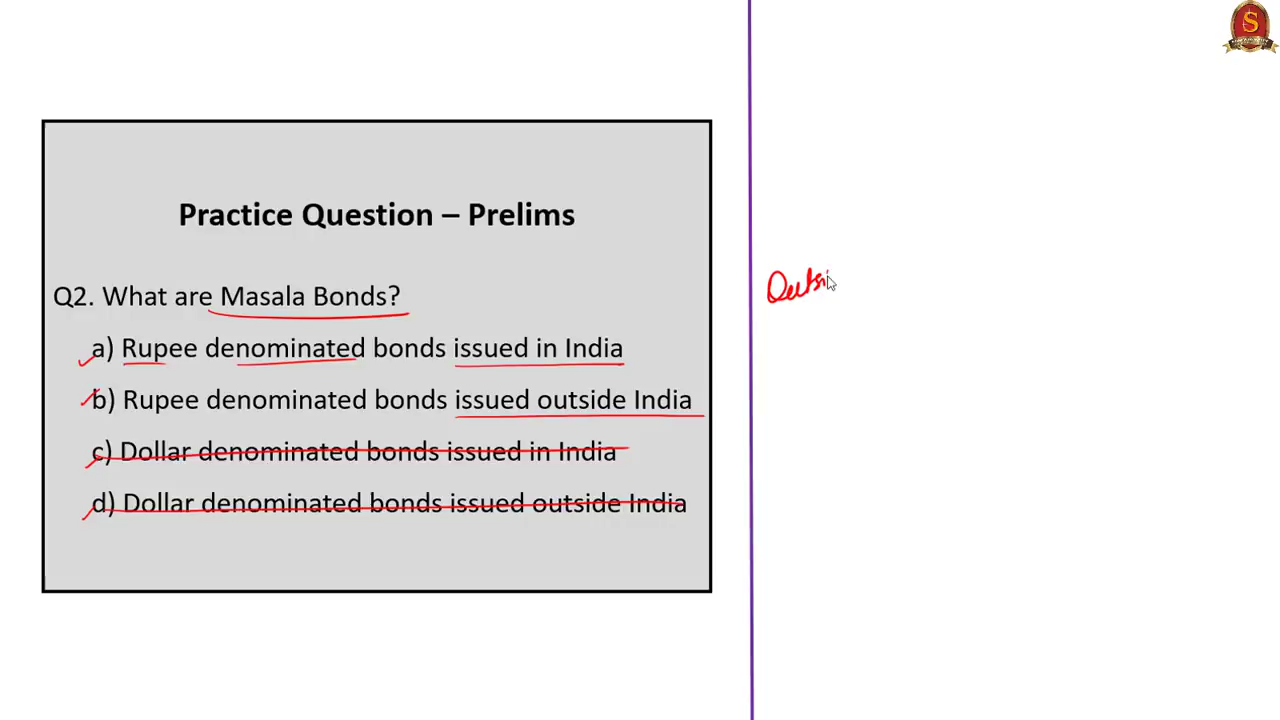 Practice Question – Prelims
Q2. What are Masala Bonds?
a) Rupee denominated bonds issued in India
b) Rupee denominated bonds issued outside India
c) Dollar denominated bonds issued in India
d) Dollar denominated bonds issued outside India
Outsi
S